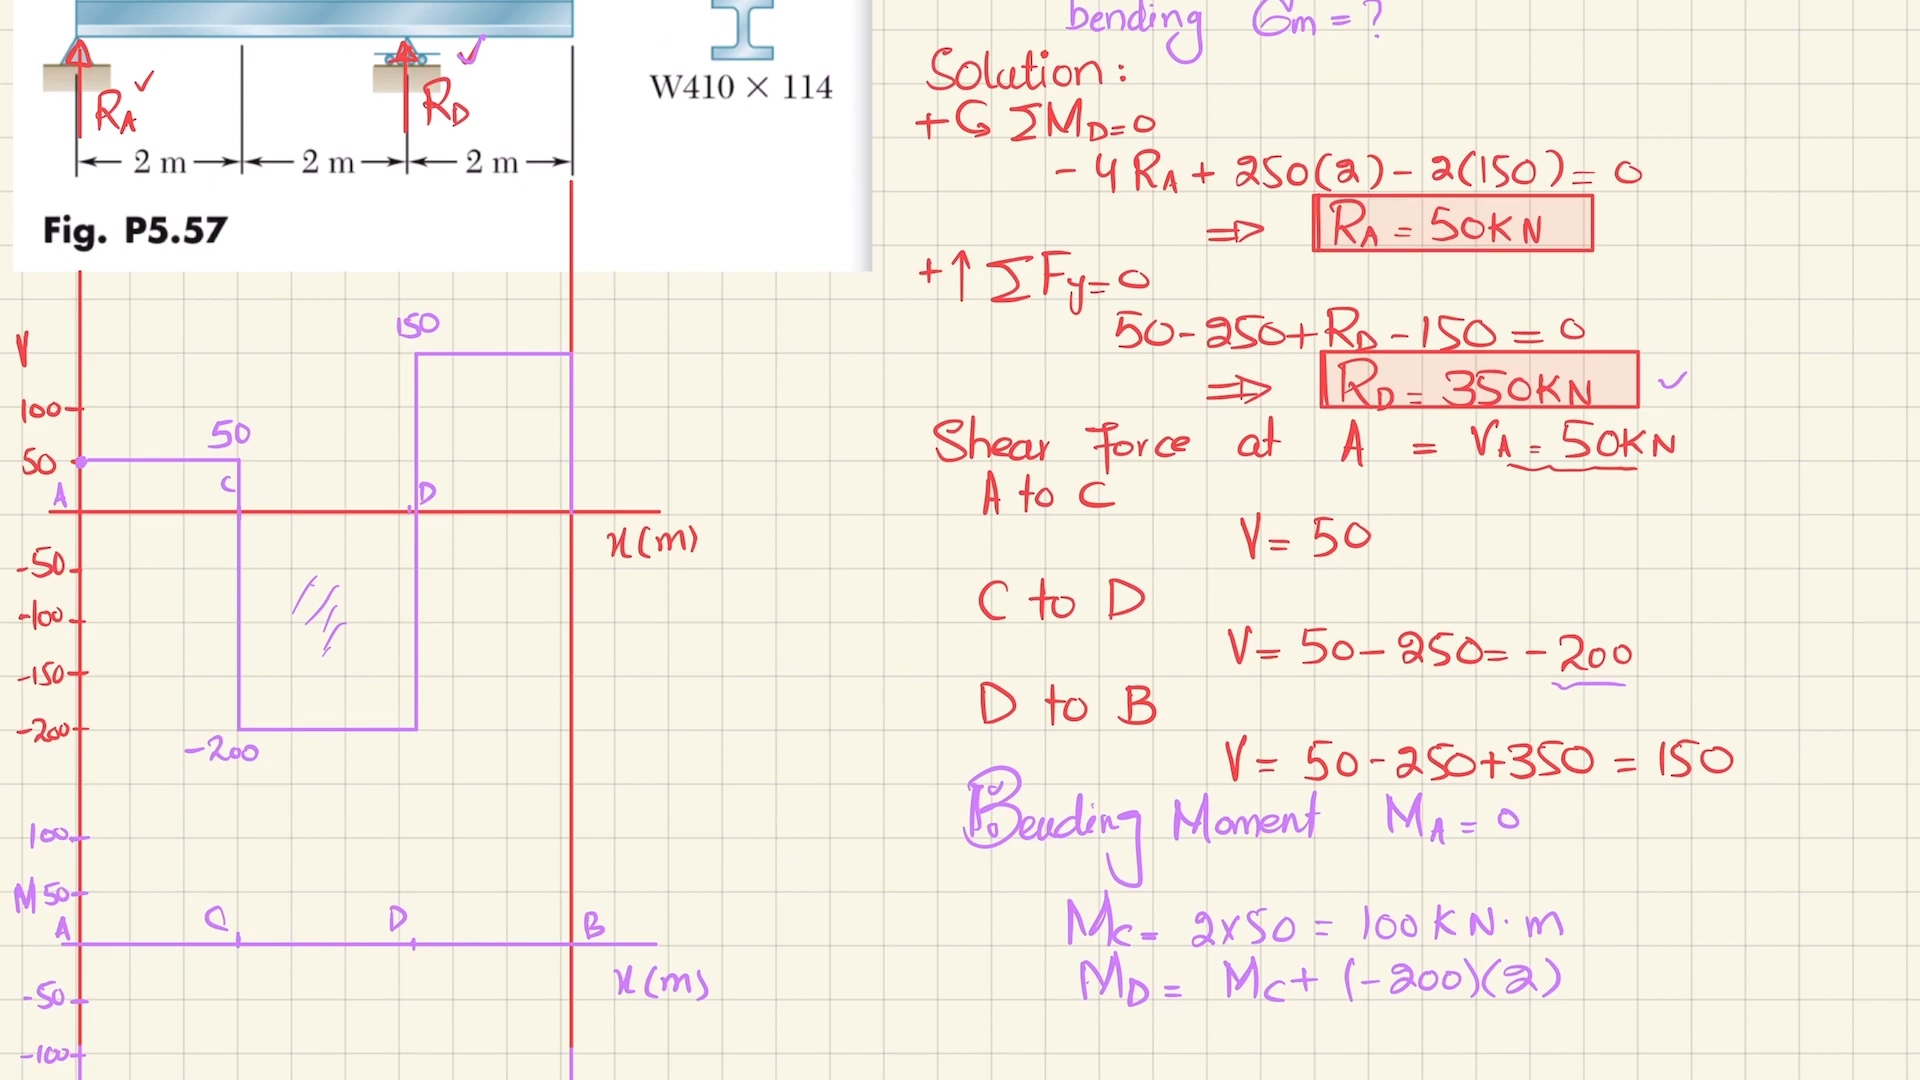 bending σm = ?
W410 × 114
RA ✓
RD ✓
2 m
2 m
2 m
Fig. P5.57
Solution:
+↺ ΣMD=0
-4RA + 250(2) - 2(150) = 0
⇒ RA = 50KN
+↑ ΣFy=0
50-250+RD-150 = 0
⇒ RD = 350KN ✓
Shear Force at A = VA = 50KN
A to C
V = 50
C to D
V = 50-250 = -200
D to B
V = 50-250+350 = 150
Bending Moment MA = 0
MC = 2x50 = 100KN·m
MD = MC + (-200)(2)
V
150
100
50
50
A
C
D
x(m)
-50
-100
-150
-200
-200
100
M 50
A
C
D
B
x(m)
-50
-100